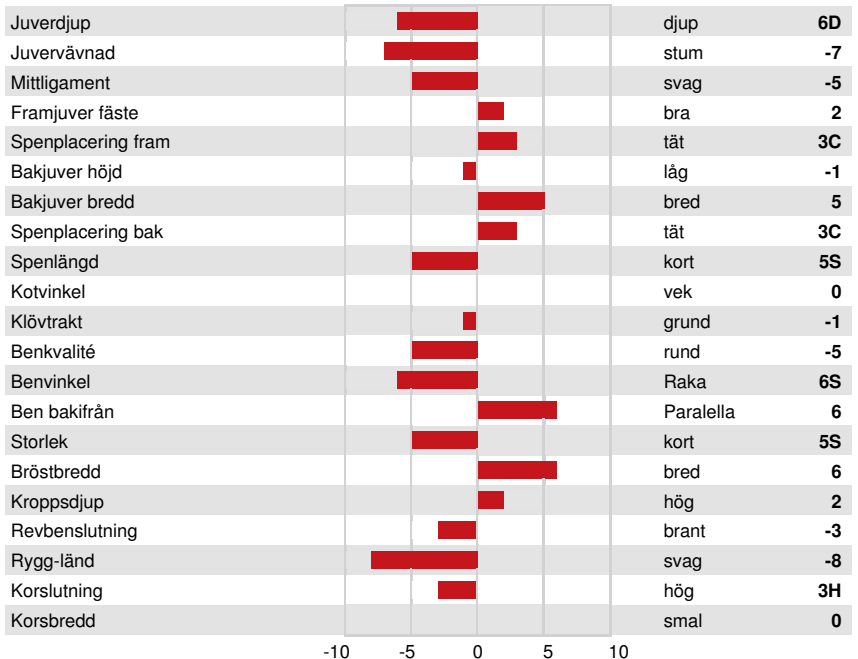 Juverdjup djup 6D
Juvervävnad stum -7
Mittligament svag -5
Framjuver fäste bra 2
Spenplacering fram tät 3C
Bakjuver höjd låg -1
Bakjuver bredd bred 5
Spenplacering bak tät 3C
Spenlängd kort 5S
Kotvinkel vek 0
Klövtrakt grund -1
Benkvalité rund -5
Benvinkel Raka 6S
Ben bakifrån Paralella 6
Storlek kort 5S
Bröstbredd bred 6
Kroppsdjup hög 2
Revbenslutning brant -3
Rygg-länd svag -8
Korslutning hög 3H
Korsbredd smal 0
-10 -5 0 5 10